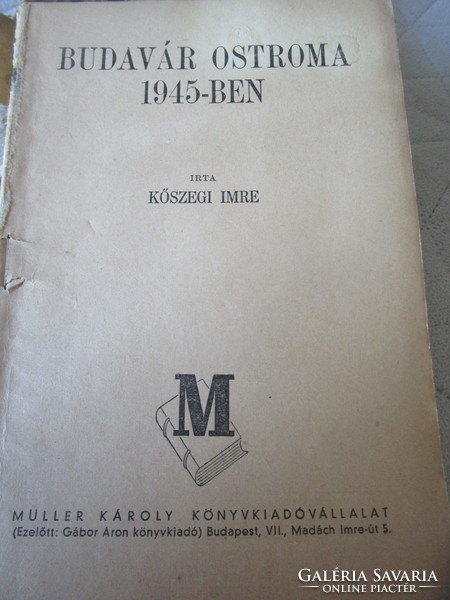 BUDAVÁR OSTROMA
1945-BEN
IRTA
KŐSZEGI IMRE
M
MÜLLER KÁROLY KÖNYVKIADÓVÁLLALAT
(Ezelőtt: Gábor Áron könyvkiadó) Budapest, VII., Madách Imre-út 5.
GALÉRIA SAVARIA
ONLINE PIACTÉR